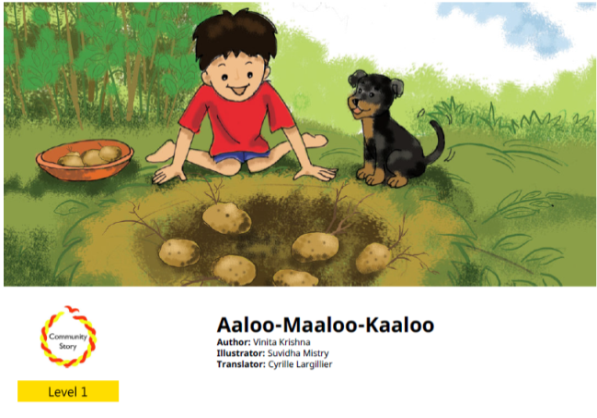 Aaloo-Maaloo-Kaaloo
Author: Vinita Krishna
Illustrator: Suvidha Mistry
Translator: Cyrille Largillier
Community
Story
Level 1